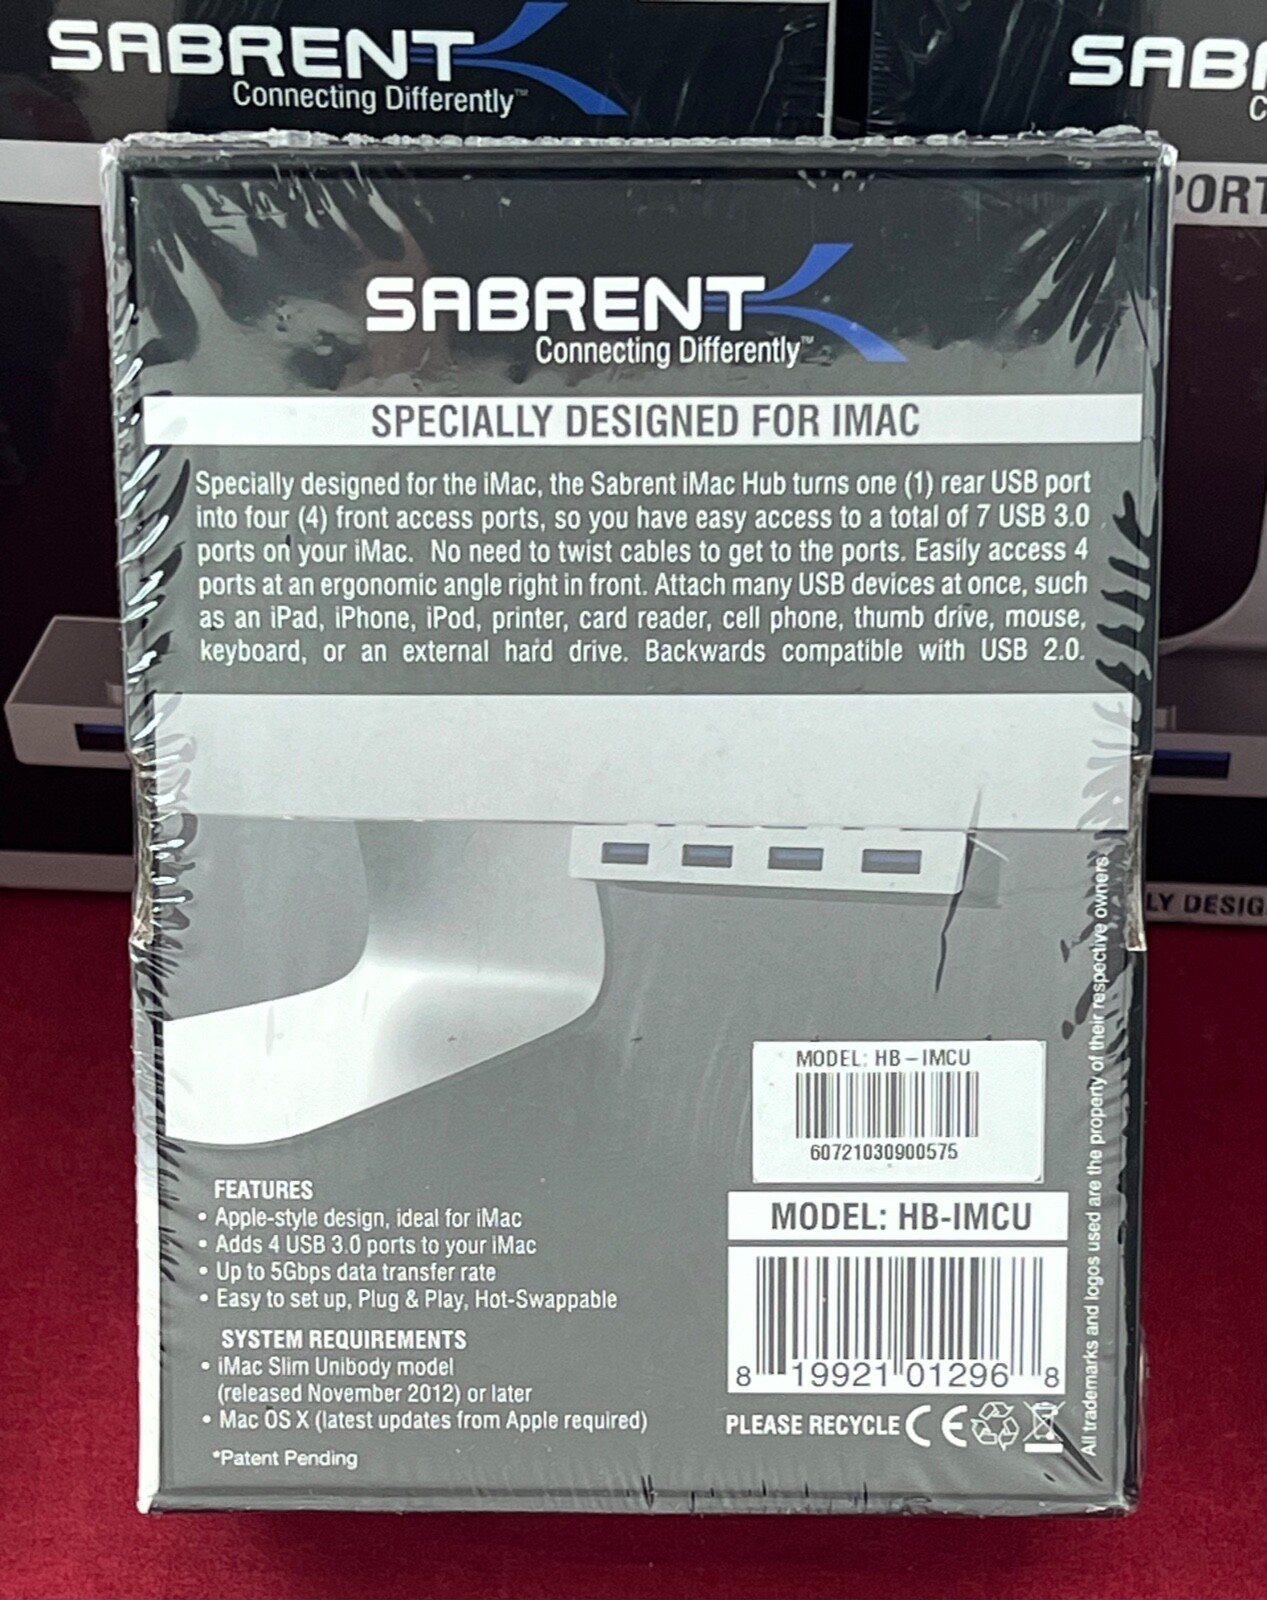 SABRENT
Connecting Differently™
SAB
C
PORT
SABRENT
Connecting Differently™
SPECIALLY DESIGNED FOR IMAC
Specially designed for the iMac, the Sabrent iMac Hub turns one (1) rear USB port
into four (4) front access ports, so you have easy access to a total of 7 USB 3.0
ports on your iMac. No need to twist cables to get to the ports. Easily access 4
ports at an ergonomic angle right in front. Attach many USB devices at once, such
as an iPad, iPhone, iPod, printer, card reader, cell phone, thumb drive, mouse,
keyboard, or an external hard drive. Backwards compatible with USB 2.0.
LY DESIG
MODEL: HB-IMCU
60721030900575
MODEL: HB-IMCU
8 19921 01296 8
PLEASE RECYCLE CE
All trademarks and logos used are the property of their respective owners
FEATURES
• Apple-style design, ideal for iMac
• Adds 4 USB 3.0 ports to your iMac
• Up to 5Gbps data transfer rate
• Easy to set up, Plug & Play, Hot-Swappable
SYSTEM REQUIREMENTS
• iMac Slim Unibody model
(released November 2012) or later
• Mac OS X (latest updates from Apple required)
*Patent Pending